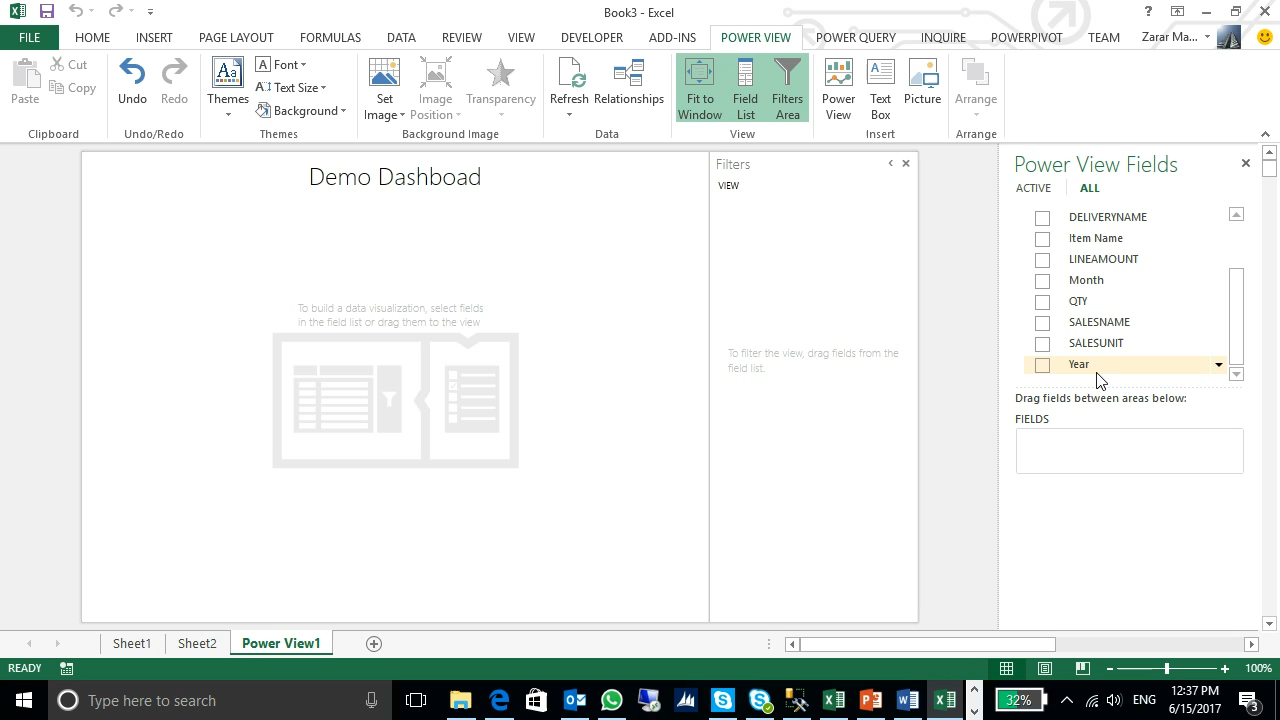 Book3 - Excel
?
FILE
HOME
INSERT
PAGE LAYOUT
FORMULAS
DATA
REVIEW
VIEW
DEVELOPER
ADD-INS
POWER VIEW
POWER QUERY
INQUIRE
POWERPIVOT
TEAM
Zarar Ma...
Paste
Cut
Copy
Clipboard
Undo
Redo
Undo/Redo
Themes
Font
Text Size
Background
Themes
Set
Image
Image
Position
Transparency
Background Image
Refresh
Relationships
Data
Fit to
Window
Field
List
Filters
Area
View
Power
View
Text
Box
Picture
Insert
Arrange
Arrange
Demo Dashboad
To build a data visualization, select fields
in the field list or drag them to the view
Filters
VIEW
To filter the view, drag fields from the
field list.
Power View Fields
ACTIVE
ALL
DELIVERYNAME
Item Name
LINEAMOUNT
Month
QTY
SALESNAME
SALESUNIT
Year
Drag fields between areas below:
FIELDS
Sheet1
Sheet2
Power View1
READY
100%
Type here to search
32%
ENG
12:37 PM
6/15/2017
3